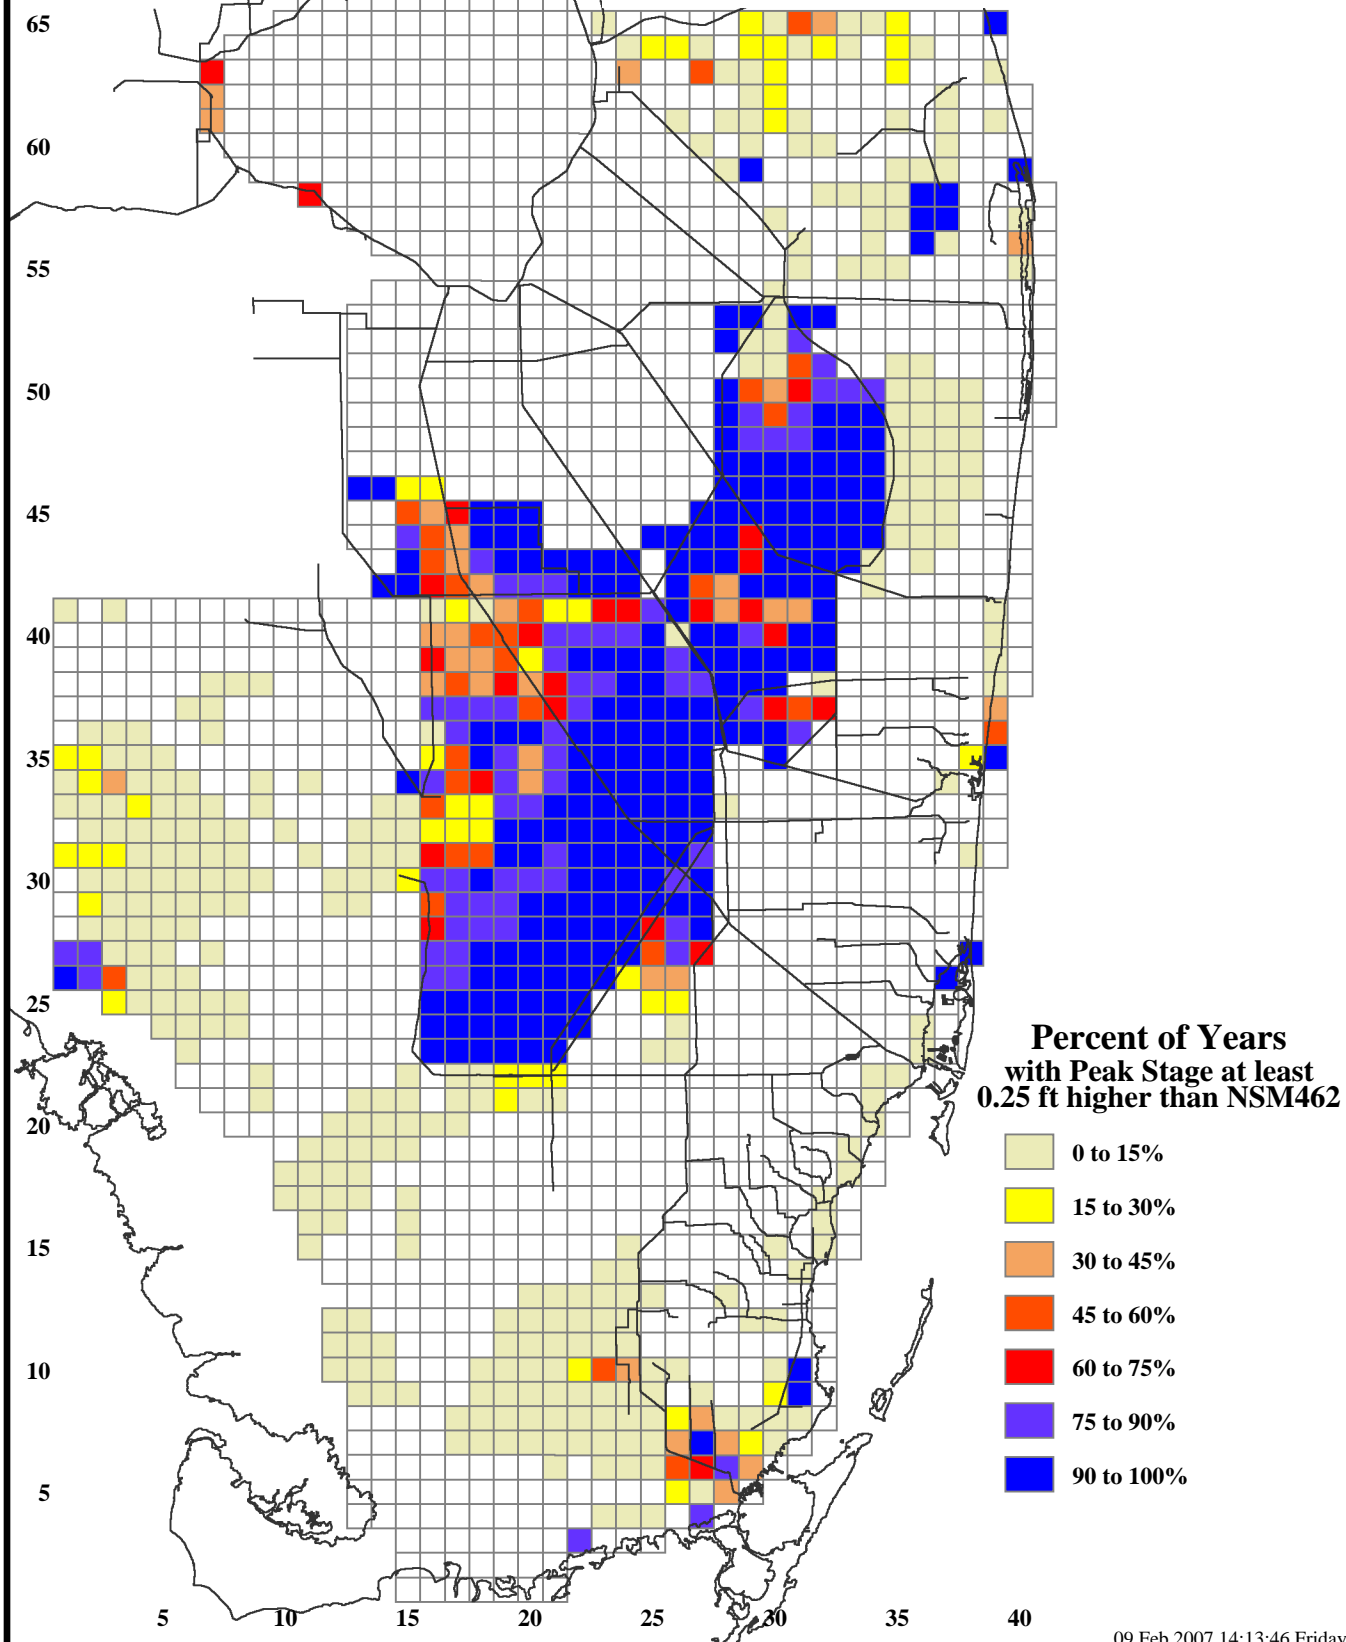 65
60
55
50
45
40
35
30
25
20
15
10
5
Percent of Years
with Peak Stage at least
0.25 ft higher than NSM462
0 to 15%
15 to 30%
30 to 45%
45 to 60%
60 to 75%
75 to 90%
90 to 100%
5 10 15 20 25 30 35 40
09 Feb 2007 14:13:46 Friday